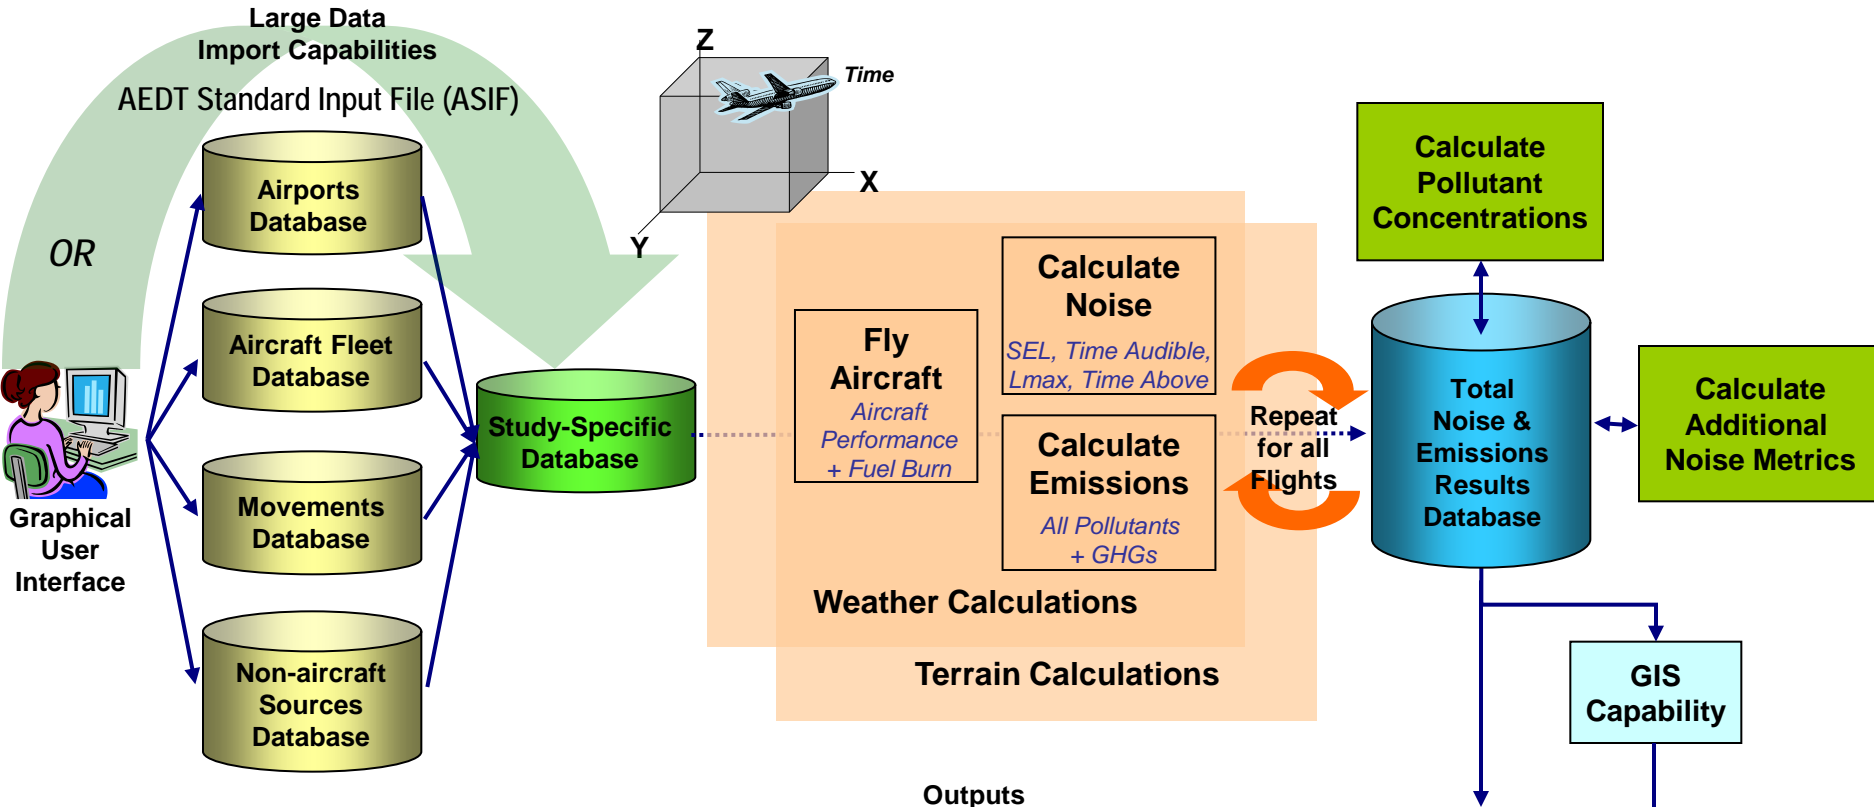 Large Data
Import Capabilities
AEDT Standard Input File (ASIF)
OR
Graphical
User
Interface
Airports
Database
Aircraft Fleet
Database
Movements
Database
Non-aircraft
Sources
Database
Study-Specific
Database
Z
Time
X
Y
Fly
Aircraft
Aircraft
Performance
+ Fuel Burn
Calculate
Noise
SEL, Time Audible,
Lmax, Time Above
Calculate
Emissions
All Pollutants
+ GHGs
Weather Calculations
Terrain Calculations
Repeat
for all
Flights
Calculate
Pollutant
Concentrations
Total
Noise &
Emissions
Results
Database
Calculate
Additional
Noise Metrics
GIS
Capability
Outputs